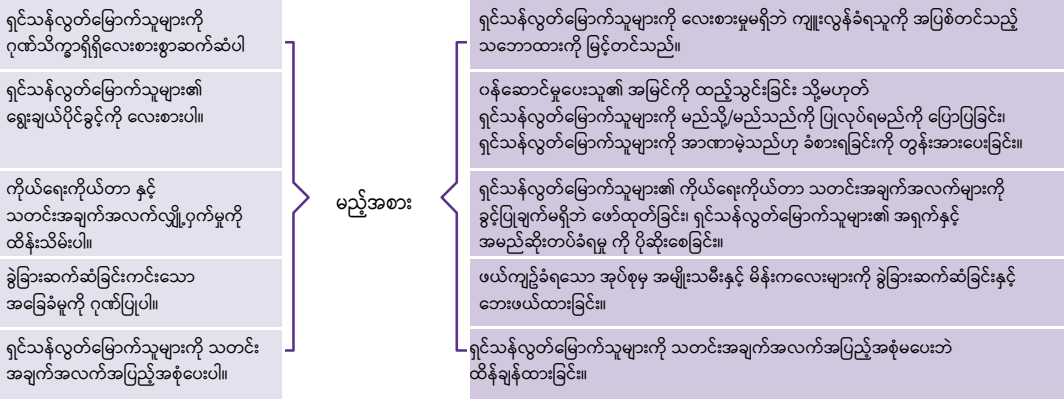 ရှင်သန်လွတ်မြောက်သူများကို
ဂုဏ်သိက္ခာရှိရှိလေးစားစွာဆက်ဆံပါ
ရှင်သန်လွတ်မြောက်သူများ၏
ရွေးချယ်ပိုင်ခွင့်ကို လေးစားပါ။
ကိုယ်ရေးကိုယ်တာ နှင့်
သတင်းအချက်အလက်လျှို့ဝှက်မှုကို
ထိန်းသိမ်းပါ။
ခွဲခြားဆက်ဆံခြင်းကင်းသော
အခြေခံမူကို ဂုဏ်ပြုပါ။
ရှင်သန်လွတ်မြောက်သူများကို သတင်း
အချက်အလက်အပြည့်အစုံပေးပါ။
မည့်အစား
ရှင်သန်လွတ်မြောက်သူများကို လေးစားမှုမရှိဘဲ ကျူးလွန်ခံရသူကို အပြစ်တင်သည့်
သဘောထားကို မြှင့်တင်သည်။
ဝန်ဆောင်မှုပေးသူ၏ အမြင်ကို ထည့်သွင်းခြင်း သို့မဟုတ်
ရှင်သန်လွတ်မြောက်သူများကို မည်သို့/မည်သည်ကို ပြုလုပ်ရမည်ကို ပြောပြခြင်း၊
ရှင်သန်လွတ်မြောက်သူများကို အာဏာမဲ့သည်ဟု ခံစားရခြင်းကို တွန်းအားပေးခြင်း။
ရှင်သန်လွတ်မြောက်သူများ၏ ကိုယ်ရေးကိုယ်တာ သတင်းအချက်အလက်များကို
ခွင့်ပြုချက်မရှိဘဲ ဖော်ထုတ်ခြင်း၊ ရှင်သန်လွတ်မြောက်သူများ၏ အရှက်နှင့်
အမည်ဆိုးတပ်ခံရမှု ကို ပိုဆိုးစေခြင်း။
ဖယ်ကျဥ်ခံရသော အုပ်စုမှ အမျိုးသမီးနှင့် မိန်းကလေးများကို ခွဲခြားဆက်ဆံခြင်းနှင့်
ဘေးဖယ်ထားခြင်း။
ရှင်သန်လွတ်မြောက်သူများကို သတင်းအချက်အလက်အပြည့်အစုံမပေးဘဲ
ထိန်ချန်ထားခြင်း။